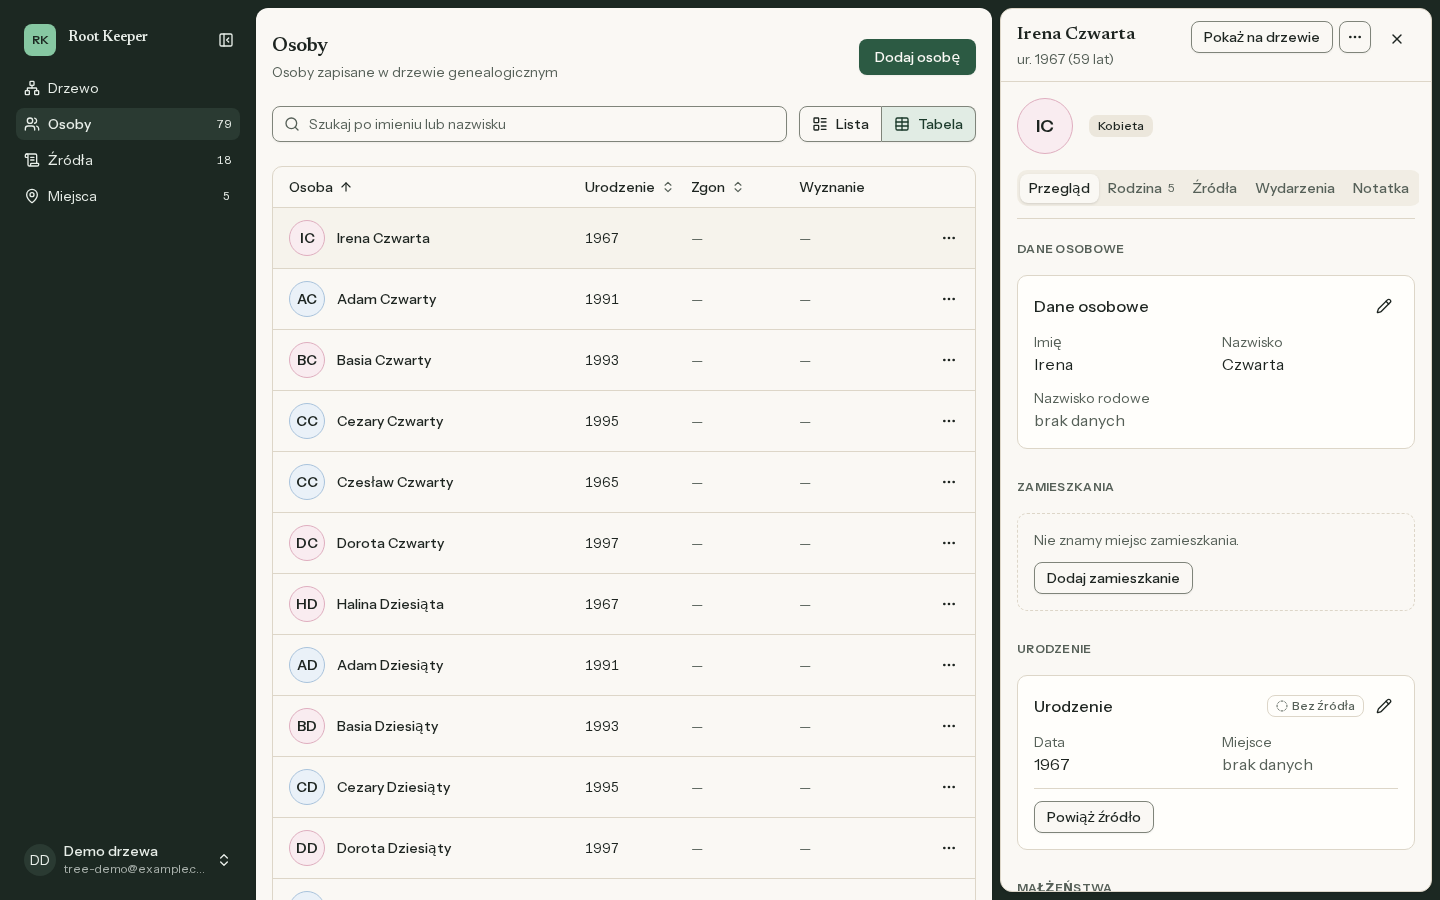 RK
Root Keeper
Drzewo
Osoby 79
Źródła 18
Miejsca 5
DD
Demo drzewa
tree-demo@example.c...
Osoby
Osoby zapisane w drzewie genealogicznym
Dodaj osobę
Szukaj po imieniu lub nazwisku
Lista
Tabela
Osoba Urodzenie Zgon Wyznanie
IC Irena Czwarta 1967 — —
AC Adam Czwarty 1991 — —
BC Basia Czwarty 1993 — —
CC Cezary Czwarty 1995 — —
CC Czesław Czwarty 1965 — —
DC Dorota Czwarty 1997 — —
HD Halina Dziesiąta 1967 — —
AD Adam Dziesiąty 1991 — —
BD Basia Dziesiąty 1993 — —
CD Cezary Dziesiąty 1995 — —
DD Dorota Dziesiąty 1997 — —
Irena Czwarta
ur. 1967 (59 lat)
Pokaż na drzewie
IC
Kobieta
Przegląd Rodzina 5 Źródła Wydarzenia Notatka
DANE OSOBOWE
Dane osobowe
Imię Nazwisko
Irena Czwarta
Nazwisko rodowe
brak danych
ZAMIESZKANIA
Nie znamy miejsc zamieszkania.
Dodaj zamieszkanie
URODZENIE
Urodzenie Bez źródła
Data Miejsce
1967 brak danych
Powiąż źródło
MAŁŻEŃSTWA